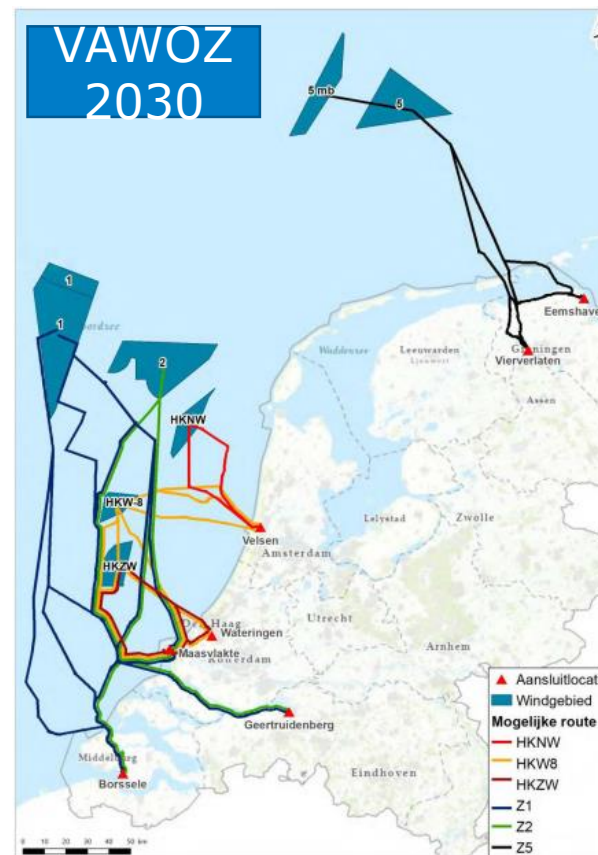 VAWOZ
2030
5 mb
5
1
1
2
HKNW
HKW-8
HKZW
Eemshave
Groningen
Vierverlaten
Leeuwarden
Ljouwert
Waddenzee
Assen
Lelystad
Zwolle
Velsen
Amsterdam
Den Haag
Utrecht
Wateringen
Maasvlakte
Rotterdam
Arnhem
Geertruidenberg
Middelburg
Borssele
Eindhoven
Aansluitlocat
Windgebied
Mogelijke route
HKNW
HKW8
HKZW
Z1
Z2
Z5
0 10 20 30 40 50 km